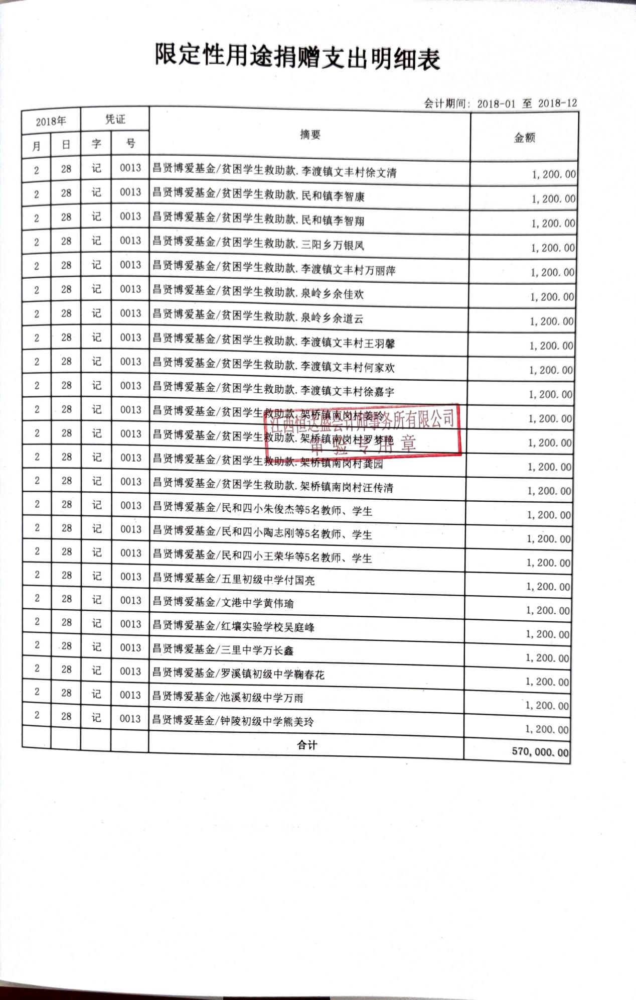 限定性用途捐赠支出明细表
会计期间: 2018-01 至 2018-12
2018年 凭证 摘要 金额
月 日 字 号
2 28 记 0013 昌贤博爱基金/贫困学生救助款.李渡镇文丰村徐文清 1,200.00
2 28 记 0013 昌贤博爱基金/贫困学生救助款.民和镇李智康 1,200.00
2 28 记 0013 昌贤博爱基金/贫困学生救助款.民和镇李智翔 1,200.00
2 28 记 0013 昌贤博爱基金/贫困学生救助款.三阳乡万银凤 1,200.00
2 28 记 0013 昌贤博爱基金/贫困学生救助款.李渡镇文丰村万丽萍 1,200.00
2 28 记 0013 昌贤博爱基金/贫困学生救助款.泉岭乡余佳欢 1,200.00
2 28 记 0013 昌贤博爱基金/贫困学生救助款.泉岭乡余道云 1,200.00
2 28 记 0013 昌贤博爱基金/贫困学生救助款.李渡镇文丰村王羽馨 1,200.00
2 28 记 0013 昌贤博爱基金/贫困学生救助款.李渡镇文丰村何家欢 1,200.00
2 28 记 0013 昌贤博爱基金/贫困学生救助款.李渡镇文丰村徐嘉宇 1,200.00
2 28 记 0013 昌贤博爱基金/贫困学生救助款.架桥镇南岗村姜玲 1,200.00
江西恒达盛会计师事务所有限公司
2 28 记 0013 昌贤博爱基金/贫困学生救助款.架桥镇南岗村罗梦艳 1,200.00
审验专用章
2 28 记 0013 昌贤博爱基金/贫困学生救助款.架桥镇南岗村龚园 1,200.00
2 28 记 0013 昌贤博爱基金/贫困学生救助款.架桥镇南岗村汪传清 1,200.00
2 28 记 0013 昌贤博爱基金/民和四小朱俊杰等5名教师、学生 1,200.00
2 28 记 0013 昌贤博爱基金/民和四小陶志刚等5名教师、学生 1,200.00
2 28 记 0013 昌贤博爱基金/民和四小王荣华等5名教师、学生 1,200.00
2 28 记 0013 昌贤博爱基金/五里初级中学付国亮 1,200.00
2 28 记 0013 昌贤博爱基金/文港中学黄伟瑜 1,200.00
2 28 记 0013 昌贤博爱基金/红壤实验学校吴庭峰 1,200.00
2 28 记 0013 昌贤博爱基金/三里中学万长鑫 1,200.00
2 28 记 0013 昌贤博爱基金/罗溪镇初级中学鞠春花 1,200.00
2 28 记 0013 昌贤博爱基金/池溪初级中学万雨 1,200.00
2 28 记 0013 昌贤博爱基金/钟陵初级中学熊美玲 1,200.00
合计 570,000.00